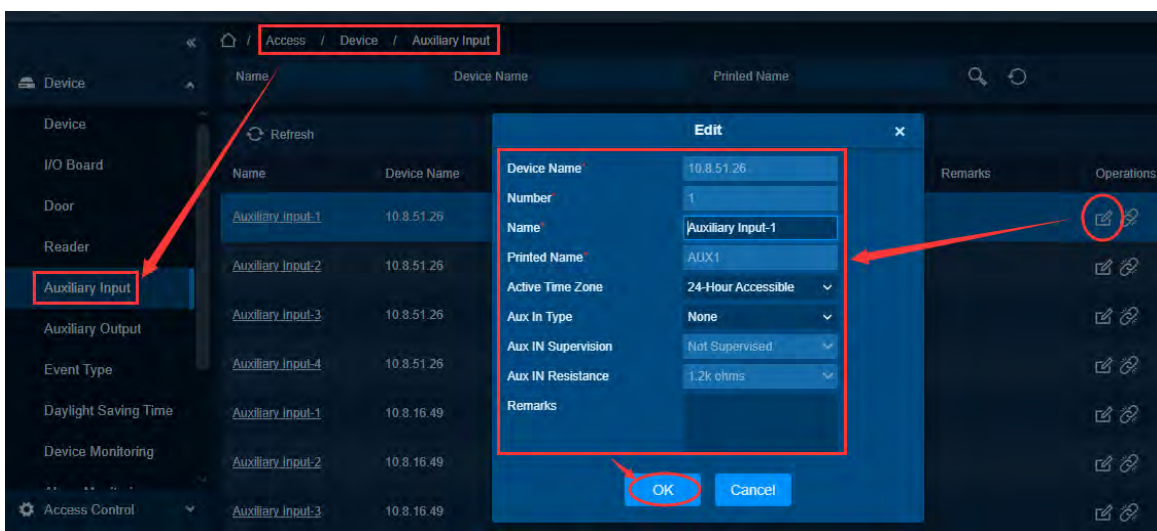 « / Access / Device / Auxiliary Input
Device
Name Device Name Printed Name
Device
I/O Board
Door
Reader
Auxiliary Input
Auxiliary Output
Event Type
Daylight Saving Time
Device Monitoring
Access Control
Refresh
Name Device Name Remarks Operations
Auxiliary Input-1 10.8.51.26
Auxiliary Input-2 10.8.51.26
Auxiliary Input-3 10.8.51.26
Auxiliary Input-4 10.8.51.26
Auxiliary Input-1 10.8.16.49
Auxiliary Input-2 10.8.16.49
Auxiliary Input-3 10.8.16.49
Edit ×
Device Name* 10.8.51.26
Number* 1
Name* Auxiliary Input-1
Printed Name* AUX1
Active Time Zone 24-Hour Accessible
Aux In Type None
Aux IN Supervision Not Supervised
Aux IN Resistance 1.2k ohms
Remarks
OK Cancel